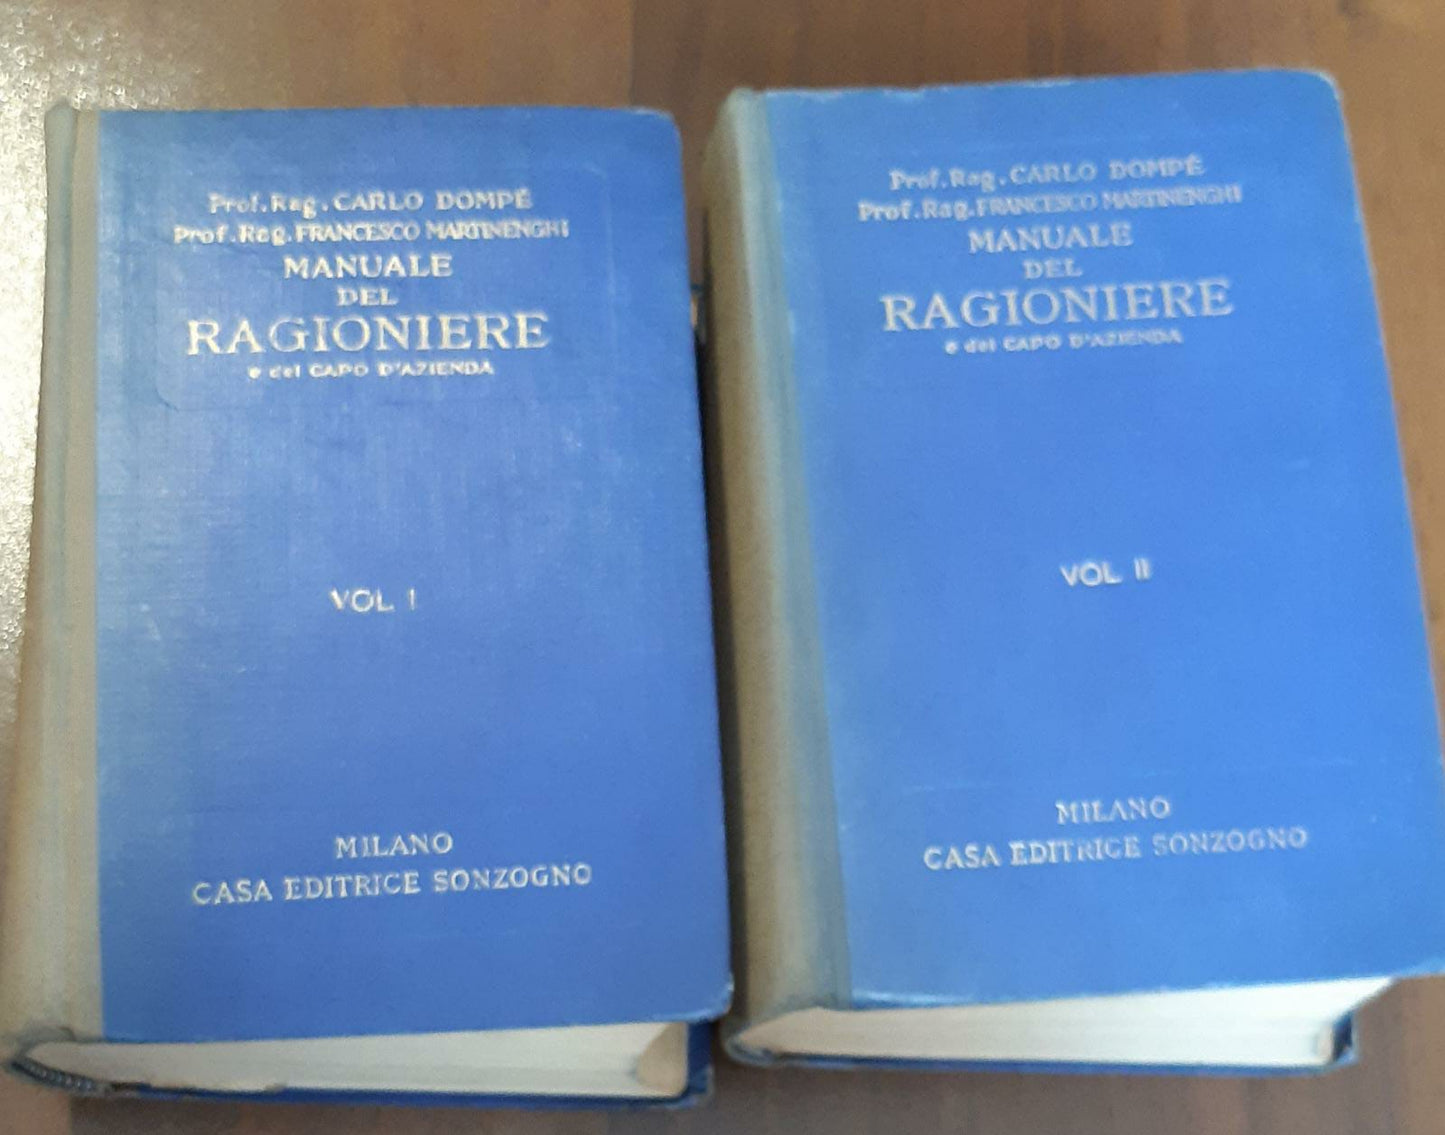 Prof. Rag. CARLO DOMPÉ
Prof. Rag. FRANCESCO MARTINENGHI
MANUALE
DEL
RAGIONIERE
e del CAPO D'AZIENDA
VOL I
MILANO
CASA EDITRICE SONZOGNO
Prof. Rag. CARLO DOMPÉ
Prof. Rag. FRANCESCO MARTINENGHI
MANUALE
DEL
RAGIONIERE
e del CAPO D'AZIENDA
VOL II
MILANO
CASA EDITRICE SONZOGNO